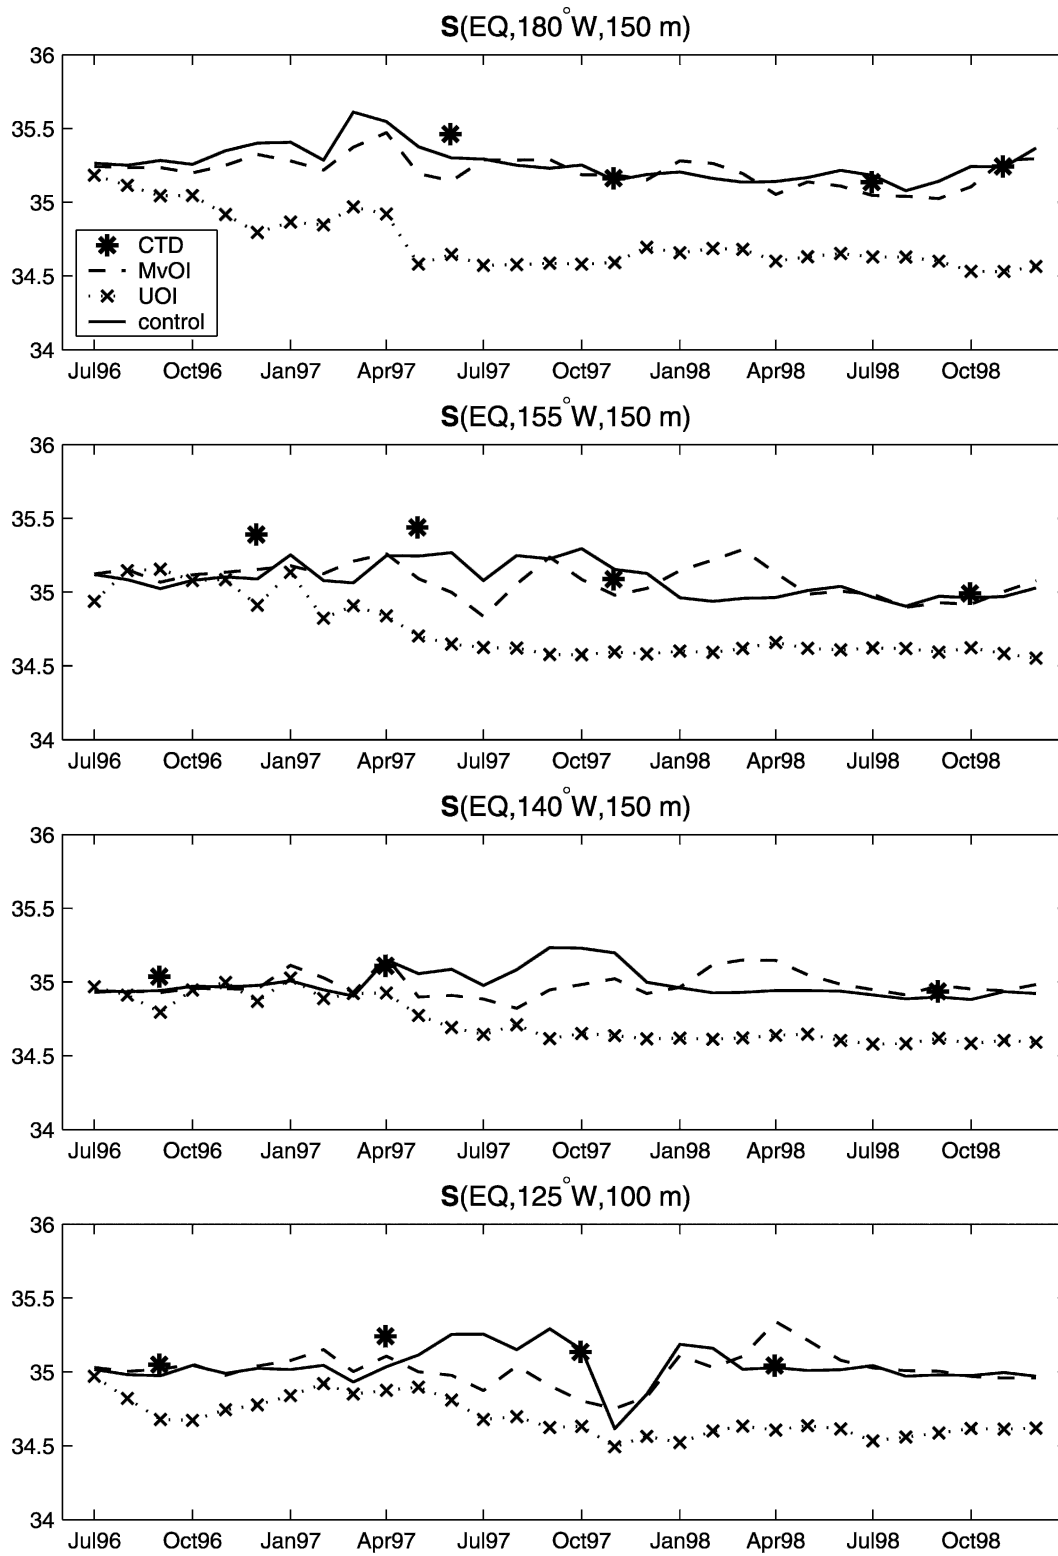 S(EQ,180°W,150 m)
36
35.5
35
34.5
34
CTD
MvOI
UOI
control
Jul96 Oct96 Jan97 Apr97 Jul97 Oct97 Jan98 Apr98 Jul98 Oct98
S(EQ,155°W,150 m)
36
35.5
35
34.5
34
Jul96 Oct96 Jan97 Apr97 Jul97 Oct97 Jan98 Apr98 Jul98 Oct98
S(EQ,140°W,150 m)
36
35.5
35
34.5
34
Jul96 Oct96 Jan97 Apr97 Jul97 Oct97 Jan98 Apr98 Jul98 Oct98
S(EQ,125°W,100 m)
36
35.5
35
34.5
34
Jul96 Oct96 Jan97 Apr97 Jul97 Oct97 Jan98 Apr98 Jul98 Oct98